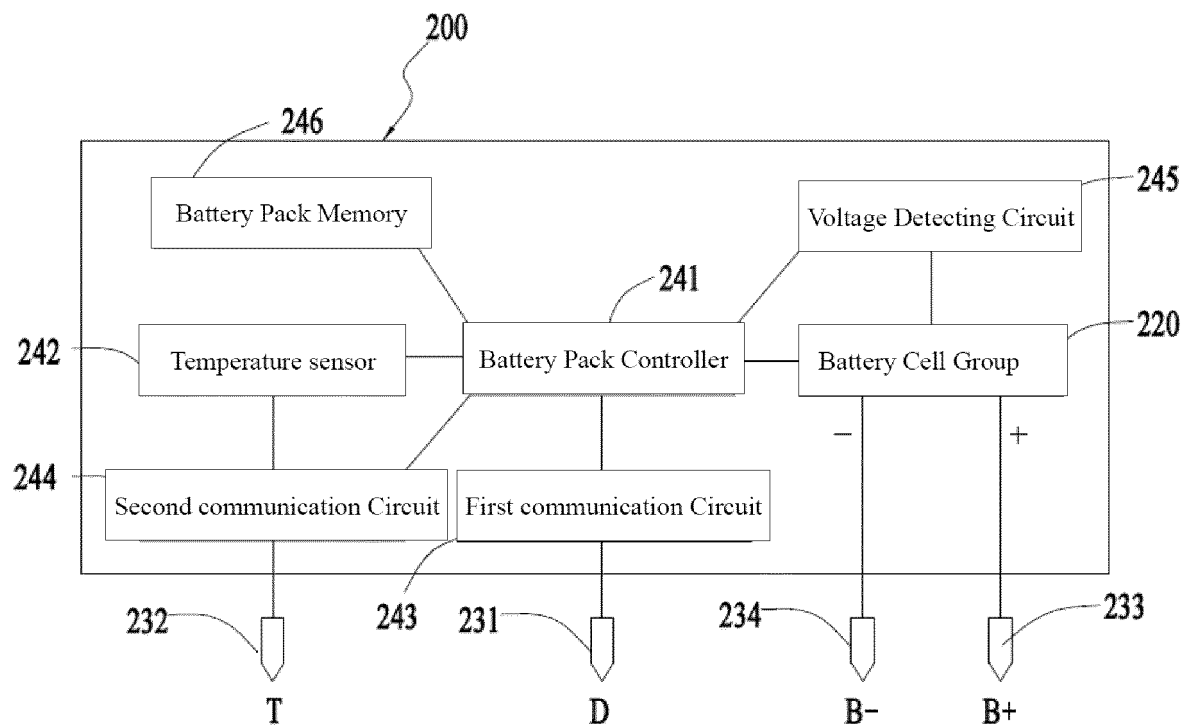 200
246
245
Battery Pack Memory
Voltage Detecting Circuit
241
242
220
Temperature sensor
Battery Pack Controller
Battery Cell Group
− +
244
Second communication Circuit
First communication Circuit
232
243
231
234
233
T D B− B+